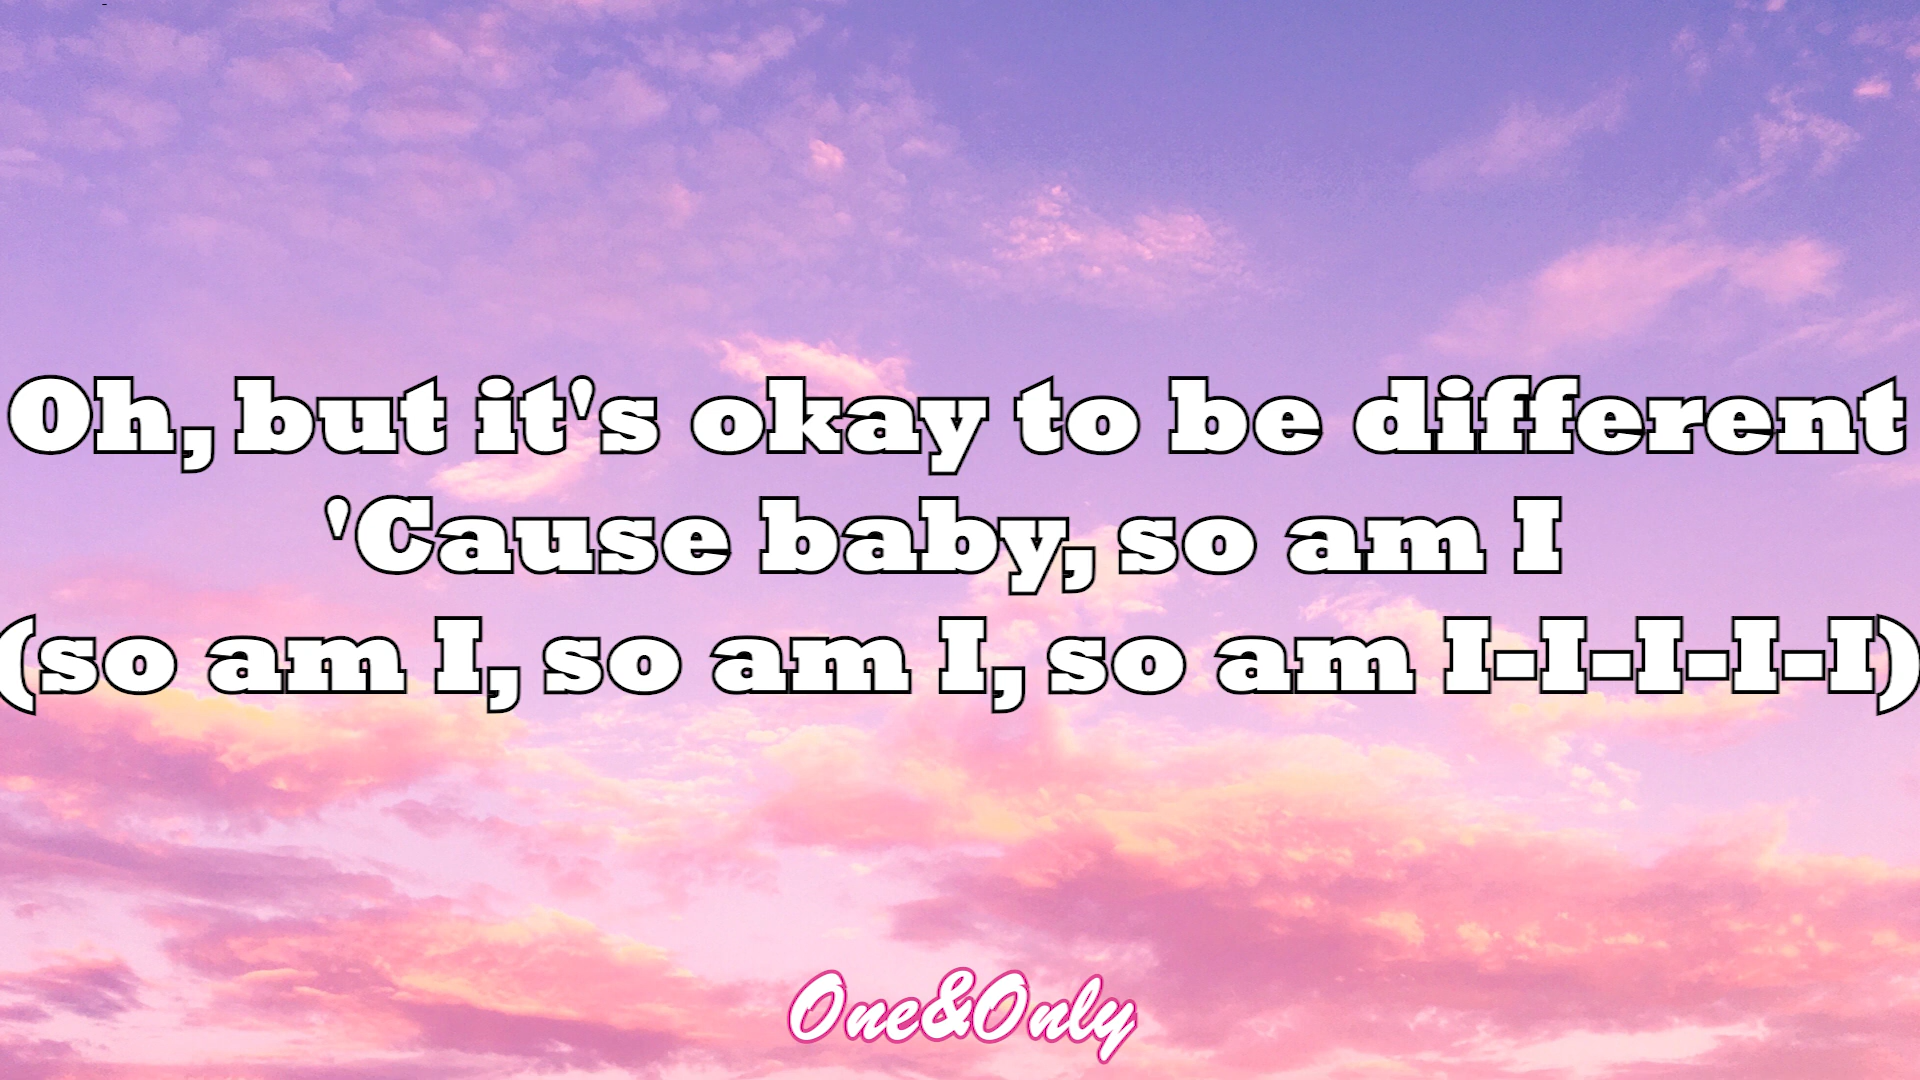 Oh, but it's okay to be different
'Cause baby, so am I
(so am I, so am I, so am I-I-I-I-I)
One&Only